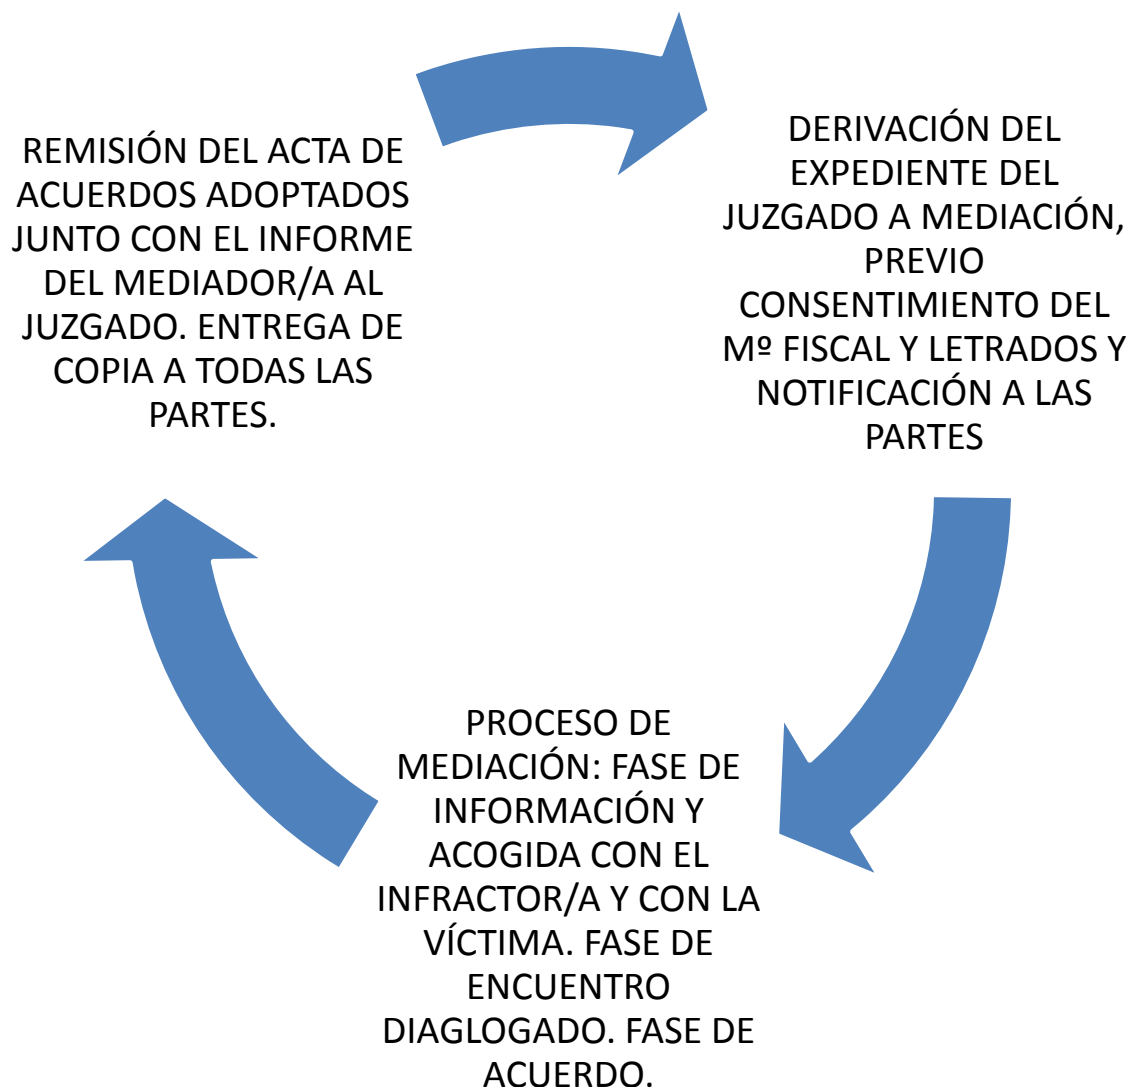 REMISIÓN DEL ACTA DE
ACUERDOS ADOPTADOS
JUNTO CON EL INFORME
DEL MEDIADOR/A AL
JUZGADO. ENTREGA DE
COPIA A TODAS LAS
PARTES.
DERIVACIÓN DEL
EXPEDIENTE DEL
JUZGADO A MEDIACIÓN,
PREVIO
CONSENTIMIENTO DEL
Mº FISCAL Y LETRADOS Y
NOTIFICACIÓN A LAS
PARTES
PROCESO DE
MEDIACIÓN: FASE DE
INFORMACIÓN Y
ACOGIDA CON EL
INFRACTOR/A Y CON LA
VÍCTIMA. FASE DE
ENCUENTRO
DIAGLOGADO. FASE DE
ACUERDO.